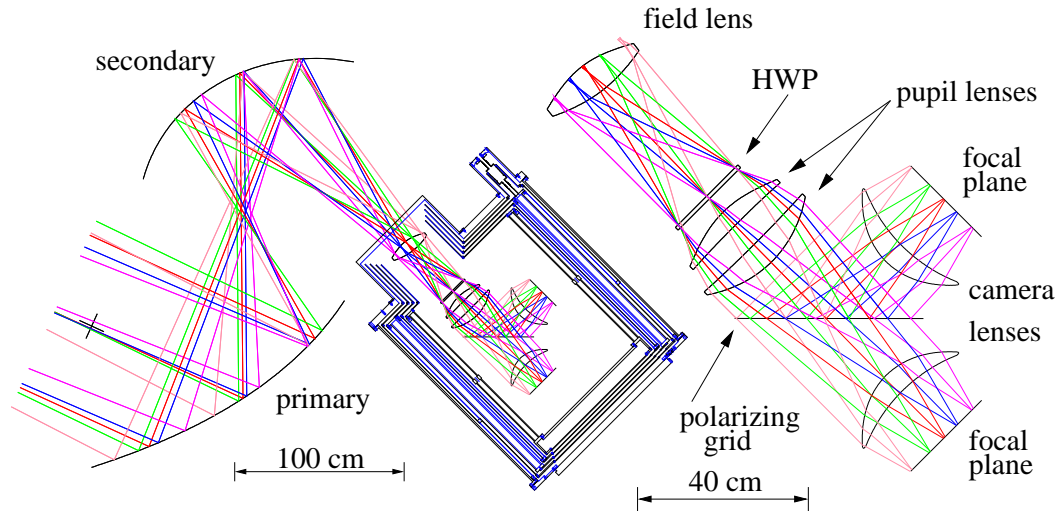 field lens
secondary
HWP
pupil lenses
focal
plane
camera
lenses
primary
polarizing
grid
focal
plane
100 cm
40 cm